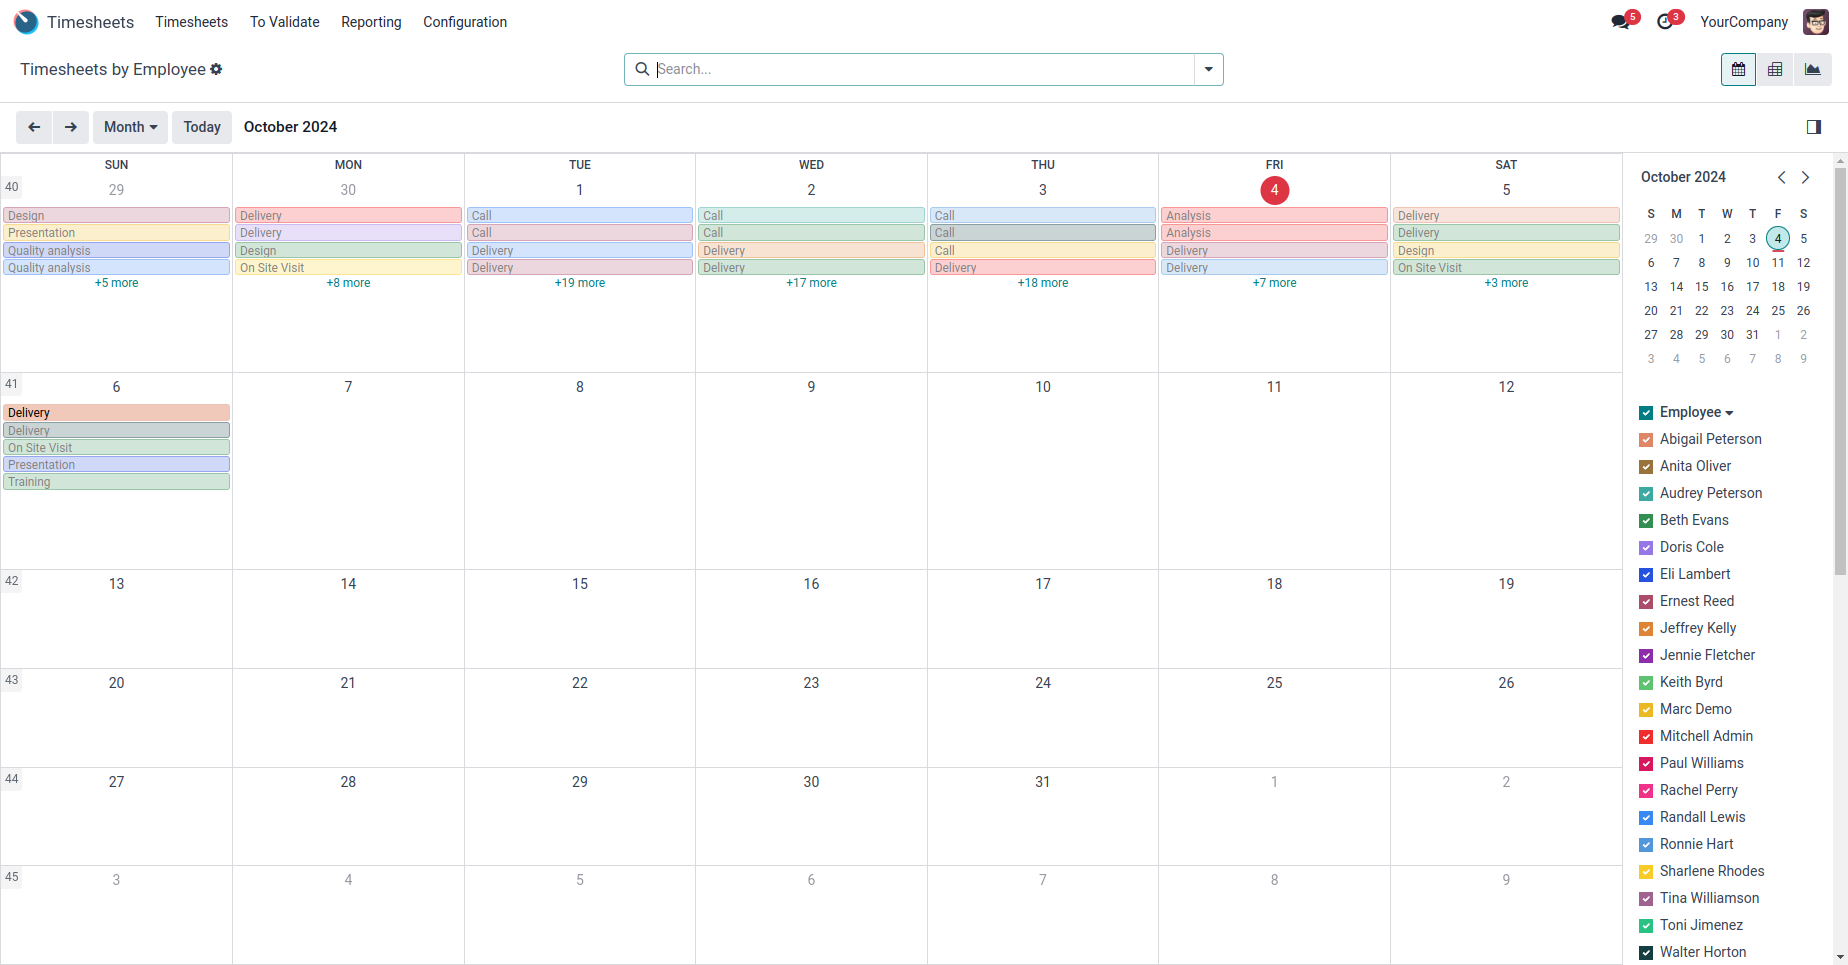 Timesheets Timesheets To Validate Reporting Configuration 5 3 YourCompany
Timesheets by Employee Search...
Month Today October 2024
SUN MON TUE WED THU FRI SAT
40 29 30 1 2 3 4 5
Design Delivery Call Call Call Analysis Delivery
Presentation Delivery Call Call Call Analysis Delivery
Quality analysis Design Delivery Delivery Call Delivery Design
Quality analysis On Site Visit Delivery Delivery Delivery Delivery On Site Visit
+5 more +8 more +19 more +17 more +18 more +7 more +3 more
41 6 7 8 9 10 11 12
Delivery
Delivery
On Site Visit
Presentation
Training
42 13 14 15 16 17 18 19
43 20 21 22 23 24 25 26
44 27 28 29 30 31 1 2
45 3 4 5 6 7 8 9
October 2024
S M T W T F S
29 30 1 2 3 4 5
6 7 8 9 10 11 12
13 14 15 16 17 18 19
20 21 22 23 24 25 26
27 28 29 30 31 1 2
3 4 5 6 7 8 9
Employee
Abigail Peterson
Anita Oliver
Audrey Peterson
Beth Evans
Doris Cole
Eli Lambert
Ernest Reed
Jeffrey Kelly
Jennie Fletcher
Keith Byrd
Marc Demo
Mitchell Admin
Paul Williams
Rachel Perry
Randall Lewis
Ronnie Hart
Sharlene Rhodes
Tina Williamson
Toni Jimenez
Walter Horton